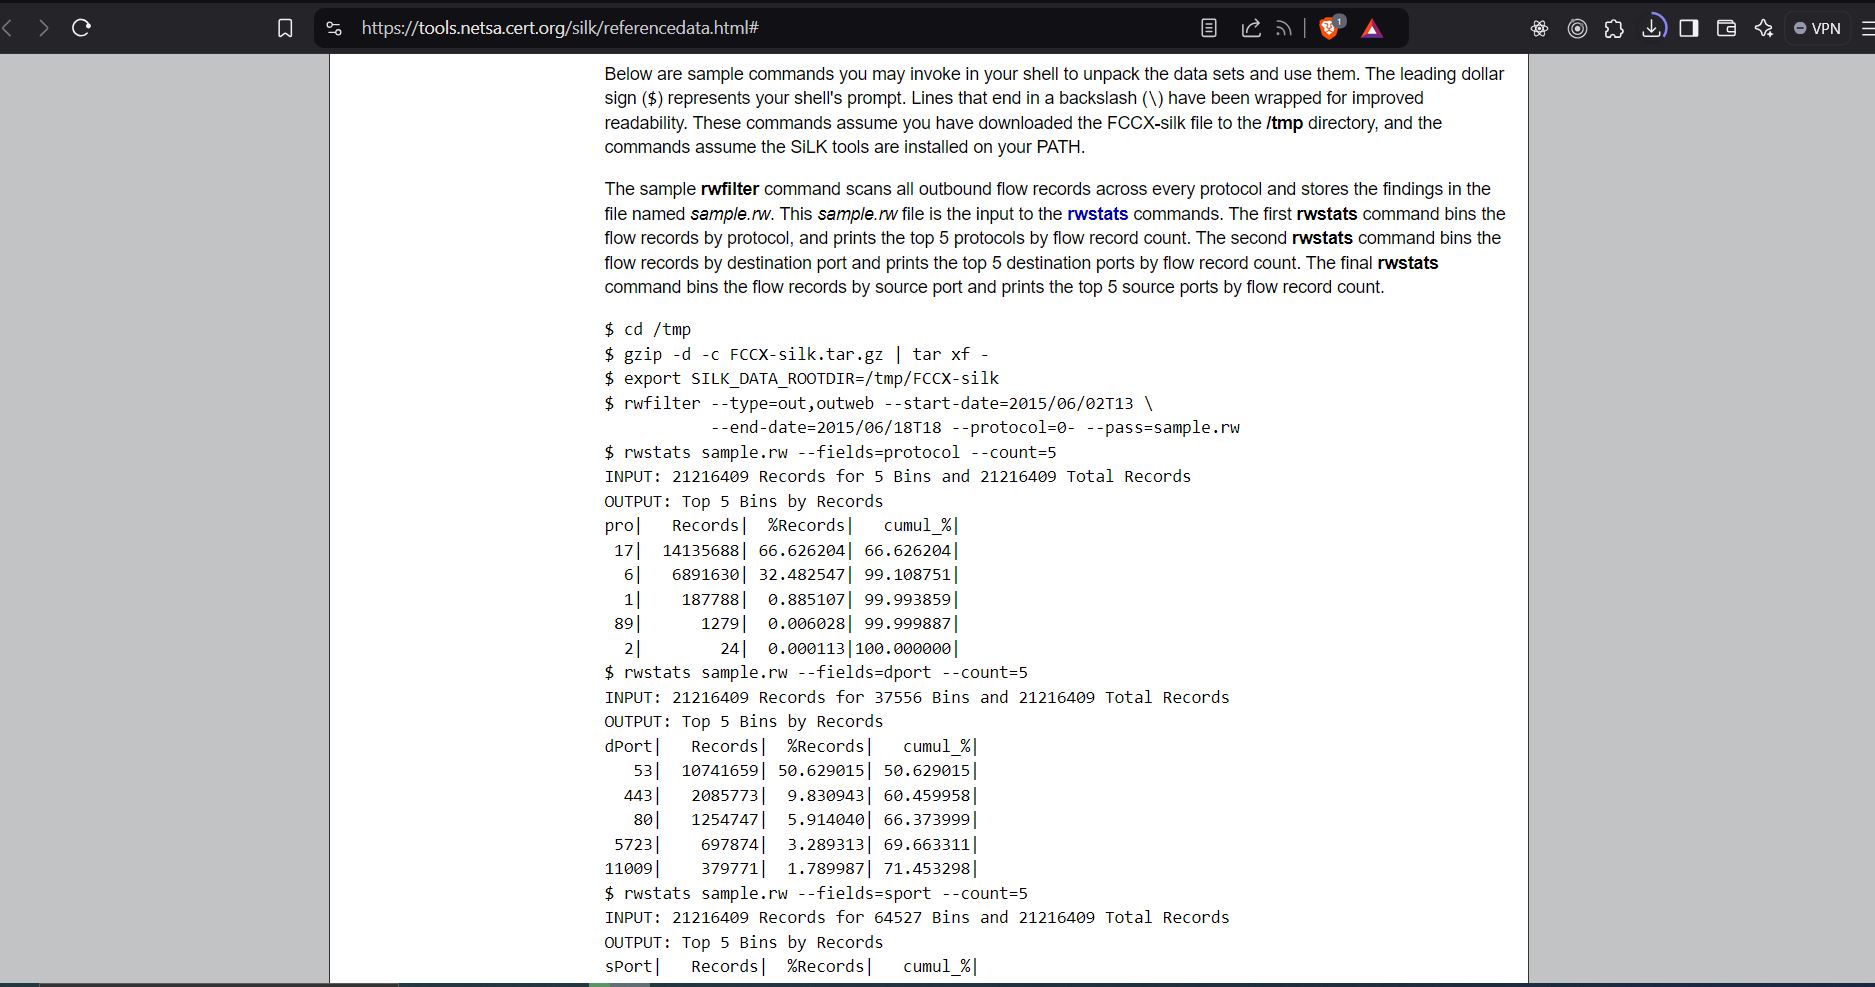 https://tools.netsa.cert.org/silk/referencedata.html#
1
VPN
Below are sample commands you may invoke in your shell to unpack the data sets and use them. The leading dollar
sign ($) represents your shell's prompt. Lines that end in a backslash (\) have been wrapped for improved
readability. These commands assume you have downloaded the FCCX-silk file to the /tmp directory, and the
commands assume the SiLK tools are installed on your PATH.
The sample rwfilter command scans all outbound flow records across every protocol and stores the findings in the
file named sample.rw. This sample.rw file is the input to the rwstats commands. The first rwstats command bins the
flow records by protocol, and prints the top 5 protocols by flow record count. The second rwstats command bins the
flow records by destination port and prints the top 5 destination ports by flow record count. The final rwstats
command bins the flow records by source port and prints the top 5 source ports by flow record count.
$ cd /tmp
$ gzip -d -c FCCX-silk.tar.gz | tar xf -
$ export SILK_DATA_ROOTDIR=/tmp/FCCX-silk
$ rwfilter --type=out,outweb --start-date=2015/06/02T13 \
--end-date=2015/06/18T18 --protocol=0- --pass=sample.rw
$ rwstats sample.rw --fields=protocol --count=5
INPUT: 21216409 Records for 5 Bins and 21216409 Total Records
OUTPUT: Top 5 Bins by Records
pro|   Records|  %Records|   cumul_%|
17|  14135688| 66.626204| 66.626204|
6|   6891630| 32.482547| 99.108751|
1|    187788|  0.885107| 99.993859|
89|      1279|  0.006028| 99.999887|
2|        24|  0.000113|100.000000|
$ rwstats sample.rw --fields=dport --count=5
INPUT: 21216409 Records for 37556 Bins and 21216409 Total Records
OUTPUT: Top 5 Bins by Records
dPort|   Records|  %Records|   cumul_%|
53|  10741659| 50.629015| 50.629015|
443|   2085773|  9.830943| 60.459958|
80|   1254747|  5.914040| 66.373999|
5723|    697874|  3.289313| 69.663311|
11009|    379771|  1.789987| 71.453298|
$ rwstats sample.rw --fields=sport --count=5
INPUT: 21216409 Records for 64527 Bins and 21216409 Total Records
OUTPUT: Top 5 Bins by Records
sPort|   Records|  %Records|   cumul_%|